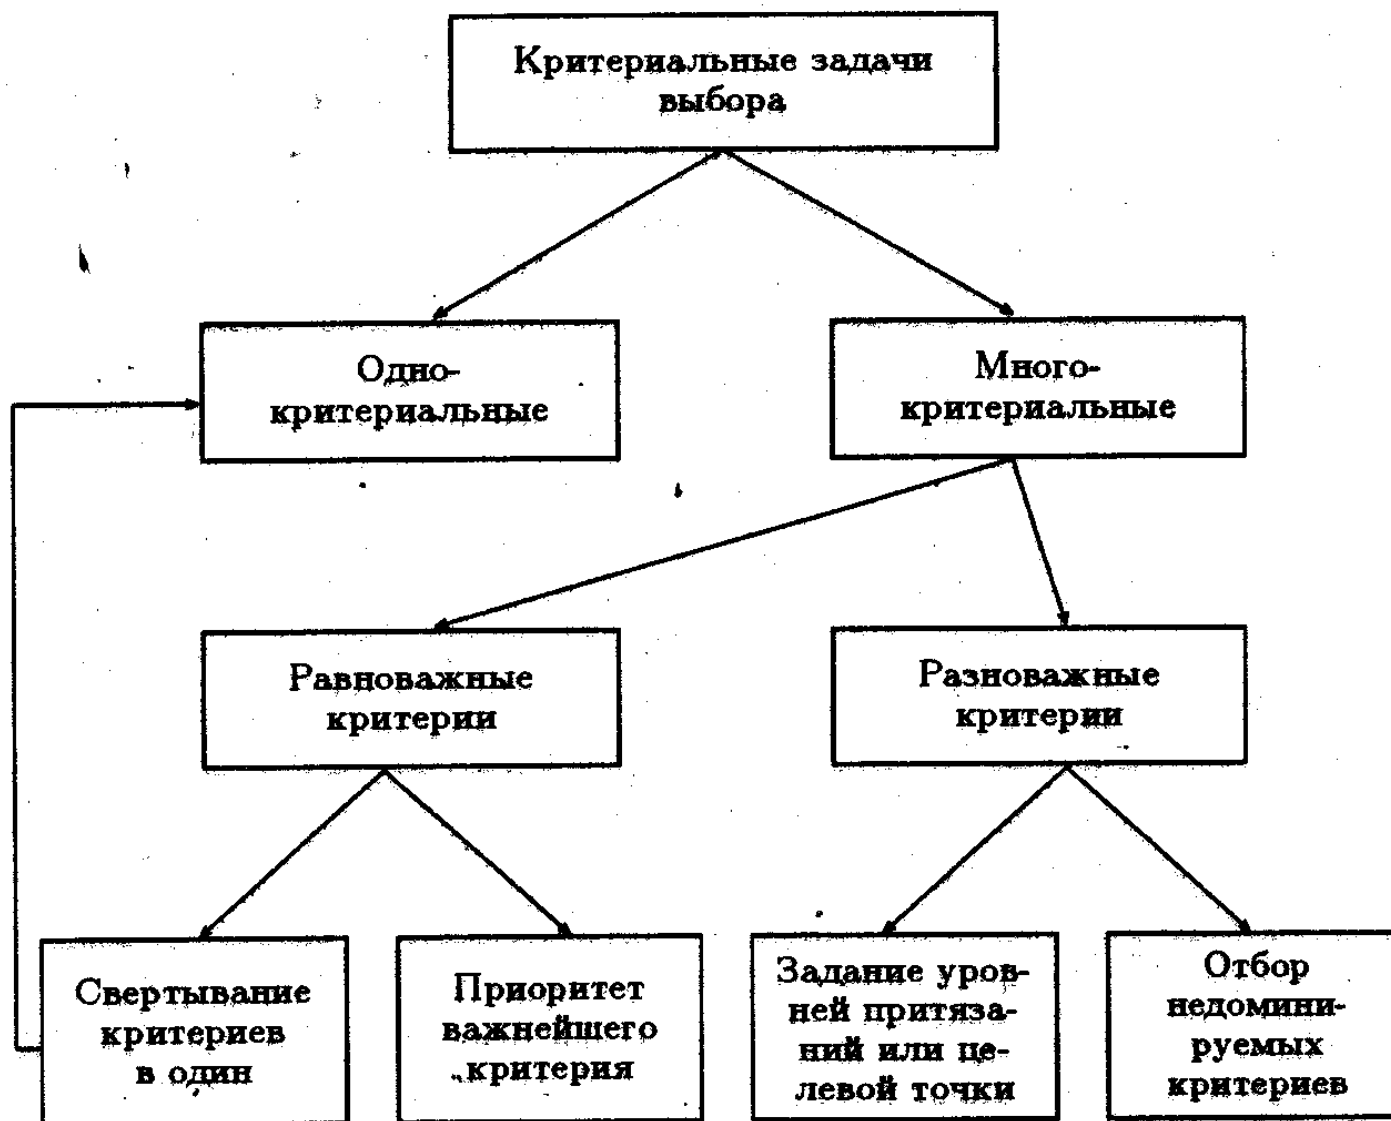 Критериальные задачи
выбора
Одно-
критериальные
Много-
критериальные
Равноважные
критерии
Разноважные
критерии
Свертывание
критериев
в один
Приоритет
важнейшего
критерия
Задание уров-
ней притяза-
ний или це-
левой точки
Отбор
недомини-
руемых
критериев